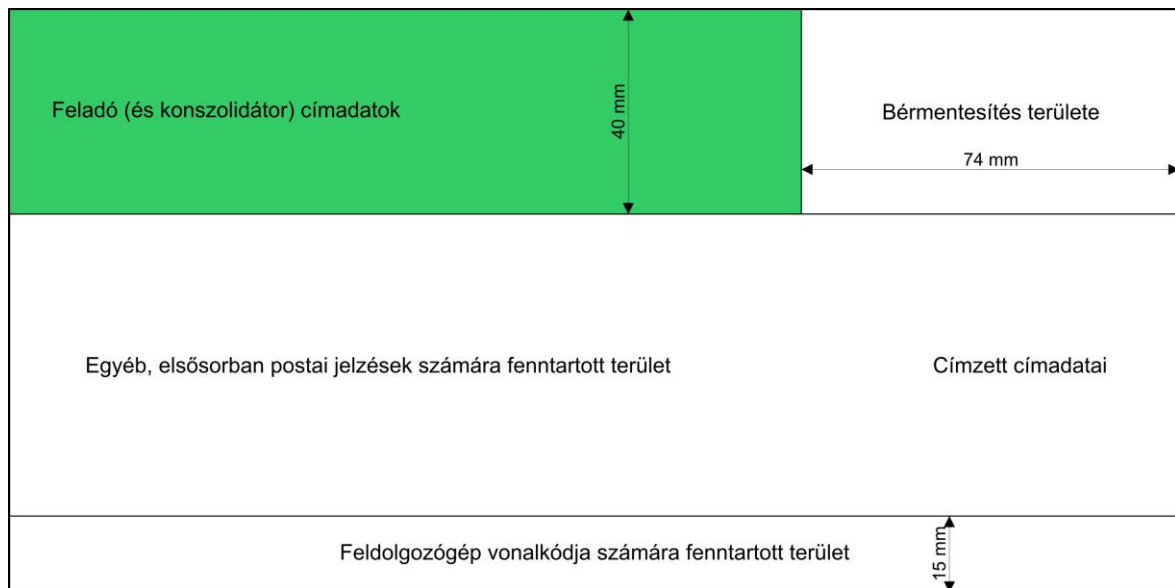 Feladó (és konszolidátor) címadatok
40 mm
Bérmentesítés területe
74 mm
Egyéb, elsősorban postai jelzések számára fenntartott terület
Címzett címadatai
Feldolgozógép vonalkódja számára fenntartott terület
15 mm